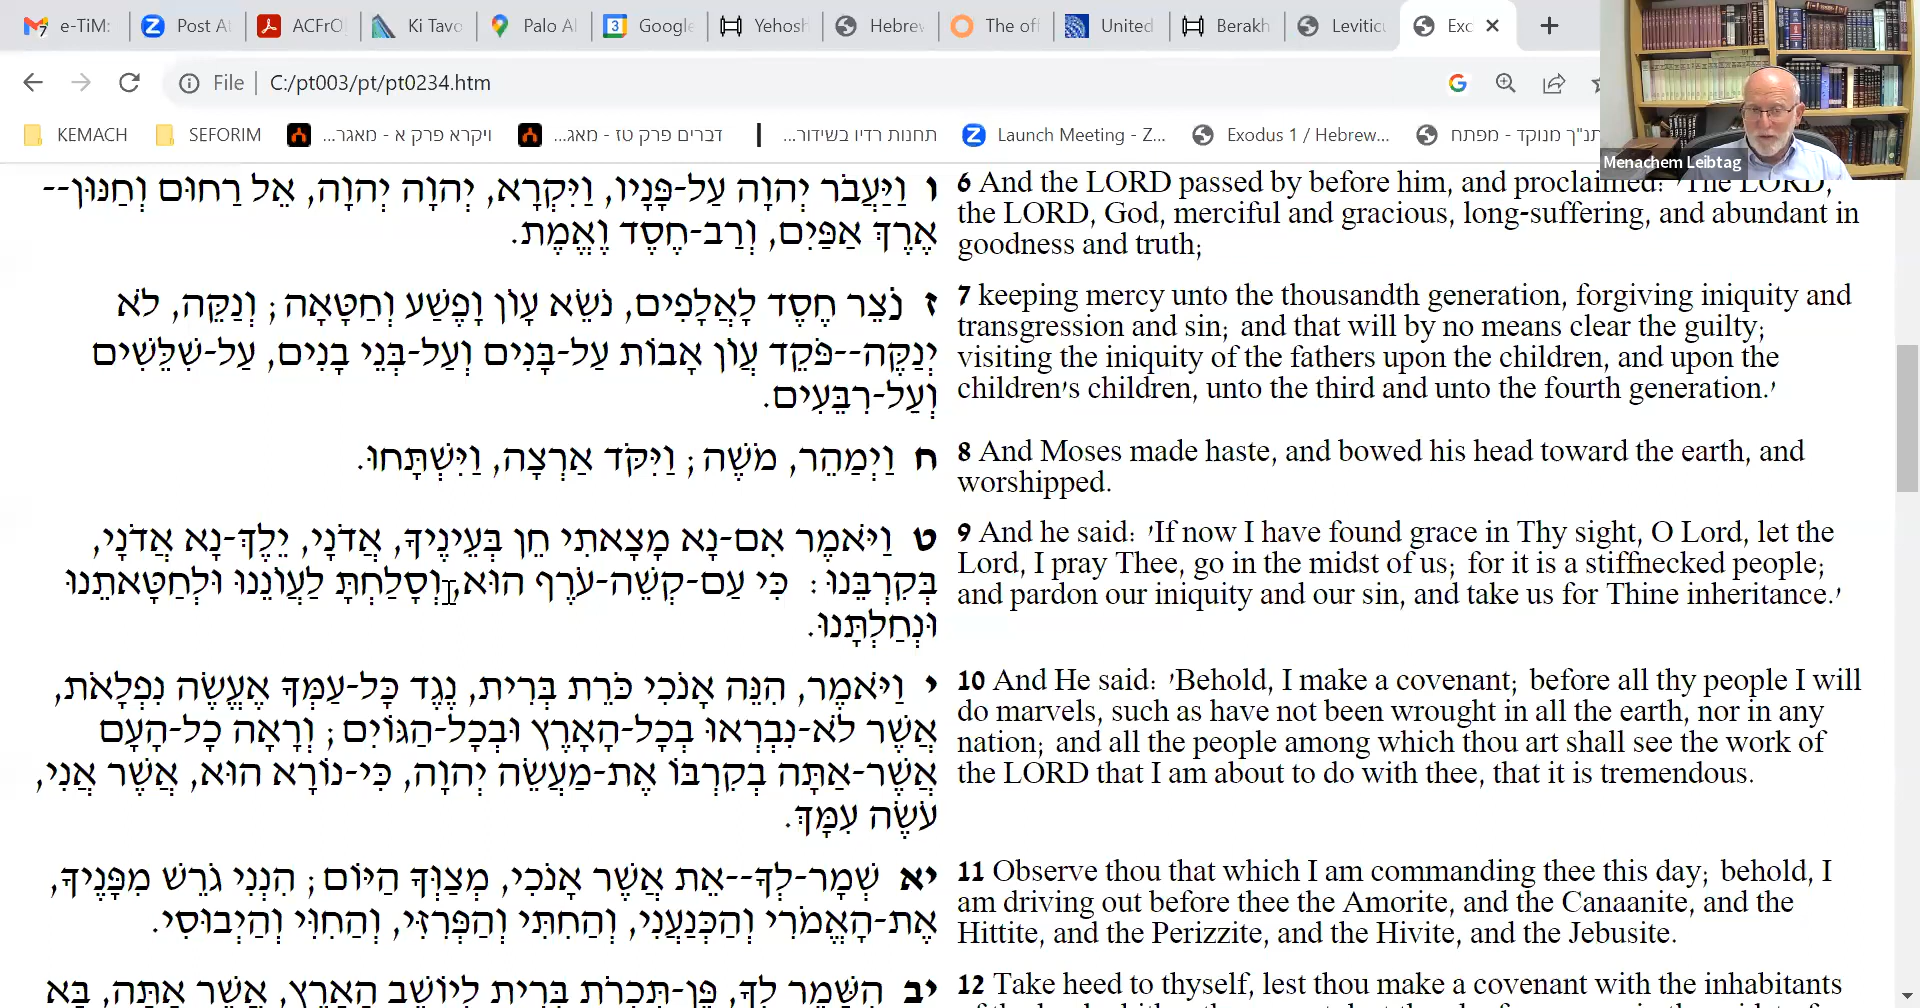 e-TiM:
Post A
ACFrO
Ki Tavo
Palo Al
Google
Yehosh
Hebrew
The off
United
Berakh
Leviticu
Exc
File
C:/pt003/pt/pt0234.htm
KEMACH
SEFORIM
ויקרא פרק א - מאגר...
דברים פרק טז - מאג...
תחנות רדיו בשידור...
Launch Meeting - Z...
Exodus 1 / Hebrew...
תנ"ך מנוקד - מפתח
Menachem Leibtag
ו וַיַּעֲבֹר יְהוָה עַל-פָּנָיו, וַיִּקְרָא, יְהוָה יְהוָה, אֵל רַחוּם וְחַנּוּן--
אֶרֶךְ אַפַּיִם, וְרַב-חֶסֶד וֶאֱמֶת.
6 And the LORD passed by before him, and proclaimed: 'The LORD,
the LORD, God, merciful and gracious, long-suffering, and abundant in
goodness and truth;
ז נֹצֵר חֶסֶד לָאֲלָפִים, נֹשֵׂא עָוֺן וָפֶשַׁע וְחַטָּאָה; וְנַקֵּה, לֹא
יְנַקֶּה--פֹּקֵד עֲוֺן אָבוֹת עַל-בָּנִים וְעַל-בְּנֵי בָנִים, עַל-שִׁלֵּשִׁים
וְעַל-רִבֵּעִים.
7 keeping mercy unto the thousandth generation, forgiving iniquity and
transgression and sin; and that will by no means clear the guilty;
visiting the iniquity of the fathers upon the children, and upon the
children's children, unto the third and unto the fourth generation.'
ח וַיְמַהֵר, מֹשֶׁה; וַיִּקֹּד אַרְצָה, וַיִּשְׁתָּחוּ.
8 And Moses made haste, and bowed his head toward the earth, and
worshipped.
ט וַיֹּאמֶר אִם-נָא מָצָאתִי חֵן בְּעֵינֶיךָ, אֲדֹנָי, יֵלֶךְ-נָא אֲדֹנָי,
בְּקִרְבֵּנוּ: כִּי עַם-קְשֵׁה-עֹרֶף הוּא, וְסָלַחְתָּ לַעֲוֺנֵנוּ וּלְחַטָּאתֵנוּ
וּנְחַלְתָּנוּ.
9 And he said: 'If now I have found grace in Thy sight, O Lord, let the
Lord, I pray Thee, go in the midst of us; for it is a stiffnecked people;
and pardon our iniquity and our sin, and take us for Thine inheritance.'
י וַיֹּאמֶר, הִנֵּה אָנֹכִי כֹּרֵת בְּרִית, נֶגֶד כָּל-עַמְּךָ אֶעֱשֶׂה נִפְלָאֹת,
אֲשֶׁר לֹא-נִבְרְאוּ בְכָל-הָאָרֶץ וּבְכָל-הַגּוֹיִם; וְרָאָה כָל-הָעָם
אֲשֶׁר-אַתָּה בְקִרְבּוֹ אֶת-מַעֲשֵׂה יְהוָה, כִּי-נוֹרָא הוּא, אֲשֶׁר אֲנִי,
עֹשֶׂה עִמָּךְ.
10 And He said: 'Behold, I make a covenant; before all thy people I will
do marvels, such as have not been wrought in all the earth, nor in any
nation; and all the people among which thou art shall see the work of
the LORD that I am about to do with thee, that it is tremendous.
יא שְׁמָר-לְךָ--אֵת אֲשֶׁר אָנֹכִי, מְצַוְּךָ הַיּוֹם; הִנְנִי גֹרֵשׁ מִפָּנֶיךָ,
אֶת-הָאֱמֹרִי וְהַכְּנַעֲנִי, וְהַחִתִּי וְהַפְּרִזִּי, וְהַחִוִּי וְהַיְבוּסִי.
11 Observe thou that which I am commanding thee this day; behold, I
am driving out before thee the Amorite, and the Canaanite, and the
Hittite, and the Perizzite, and the Hivite, and the Jebusite.
יב הִשָּׁמֶר לְךָ, פֶּן-תִּכְרֹת בְּרִית לְיוֹשֵׁב הָאָרֶץ, אֲשֶׁר אַתָּה, בָּא
12 Take heed to thyself, lest thou make a covenant with the inhabitants